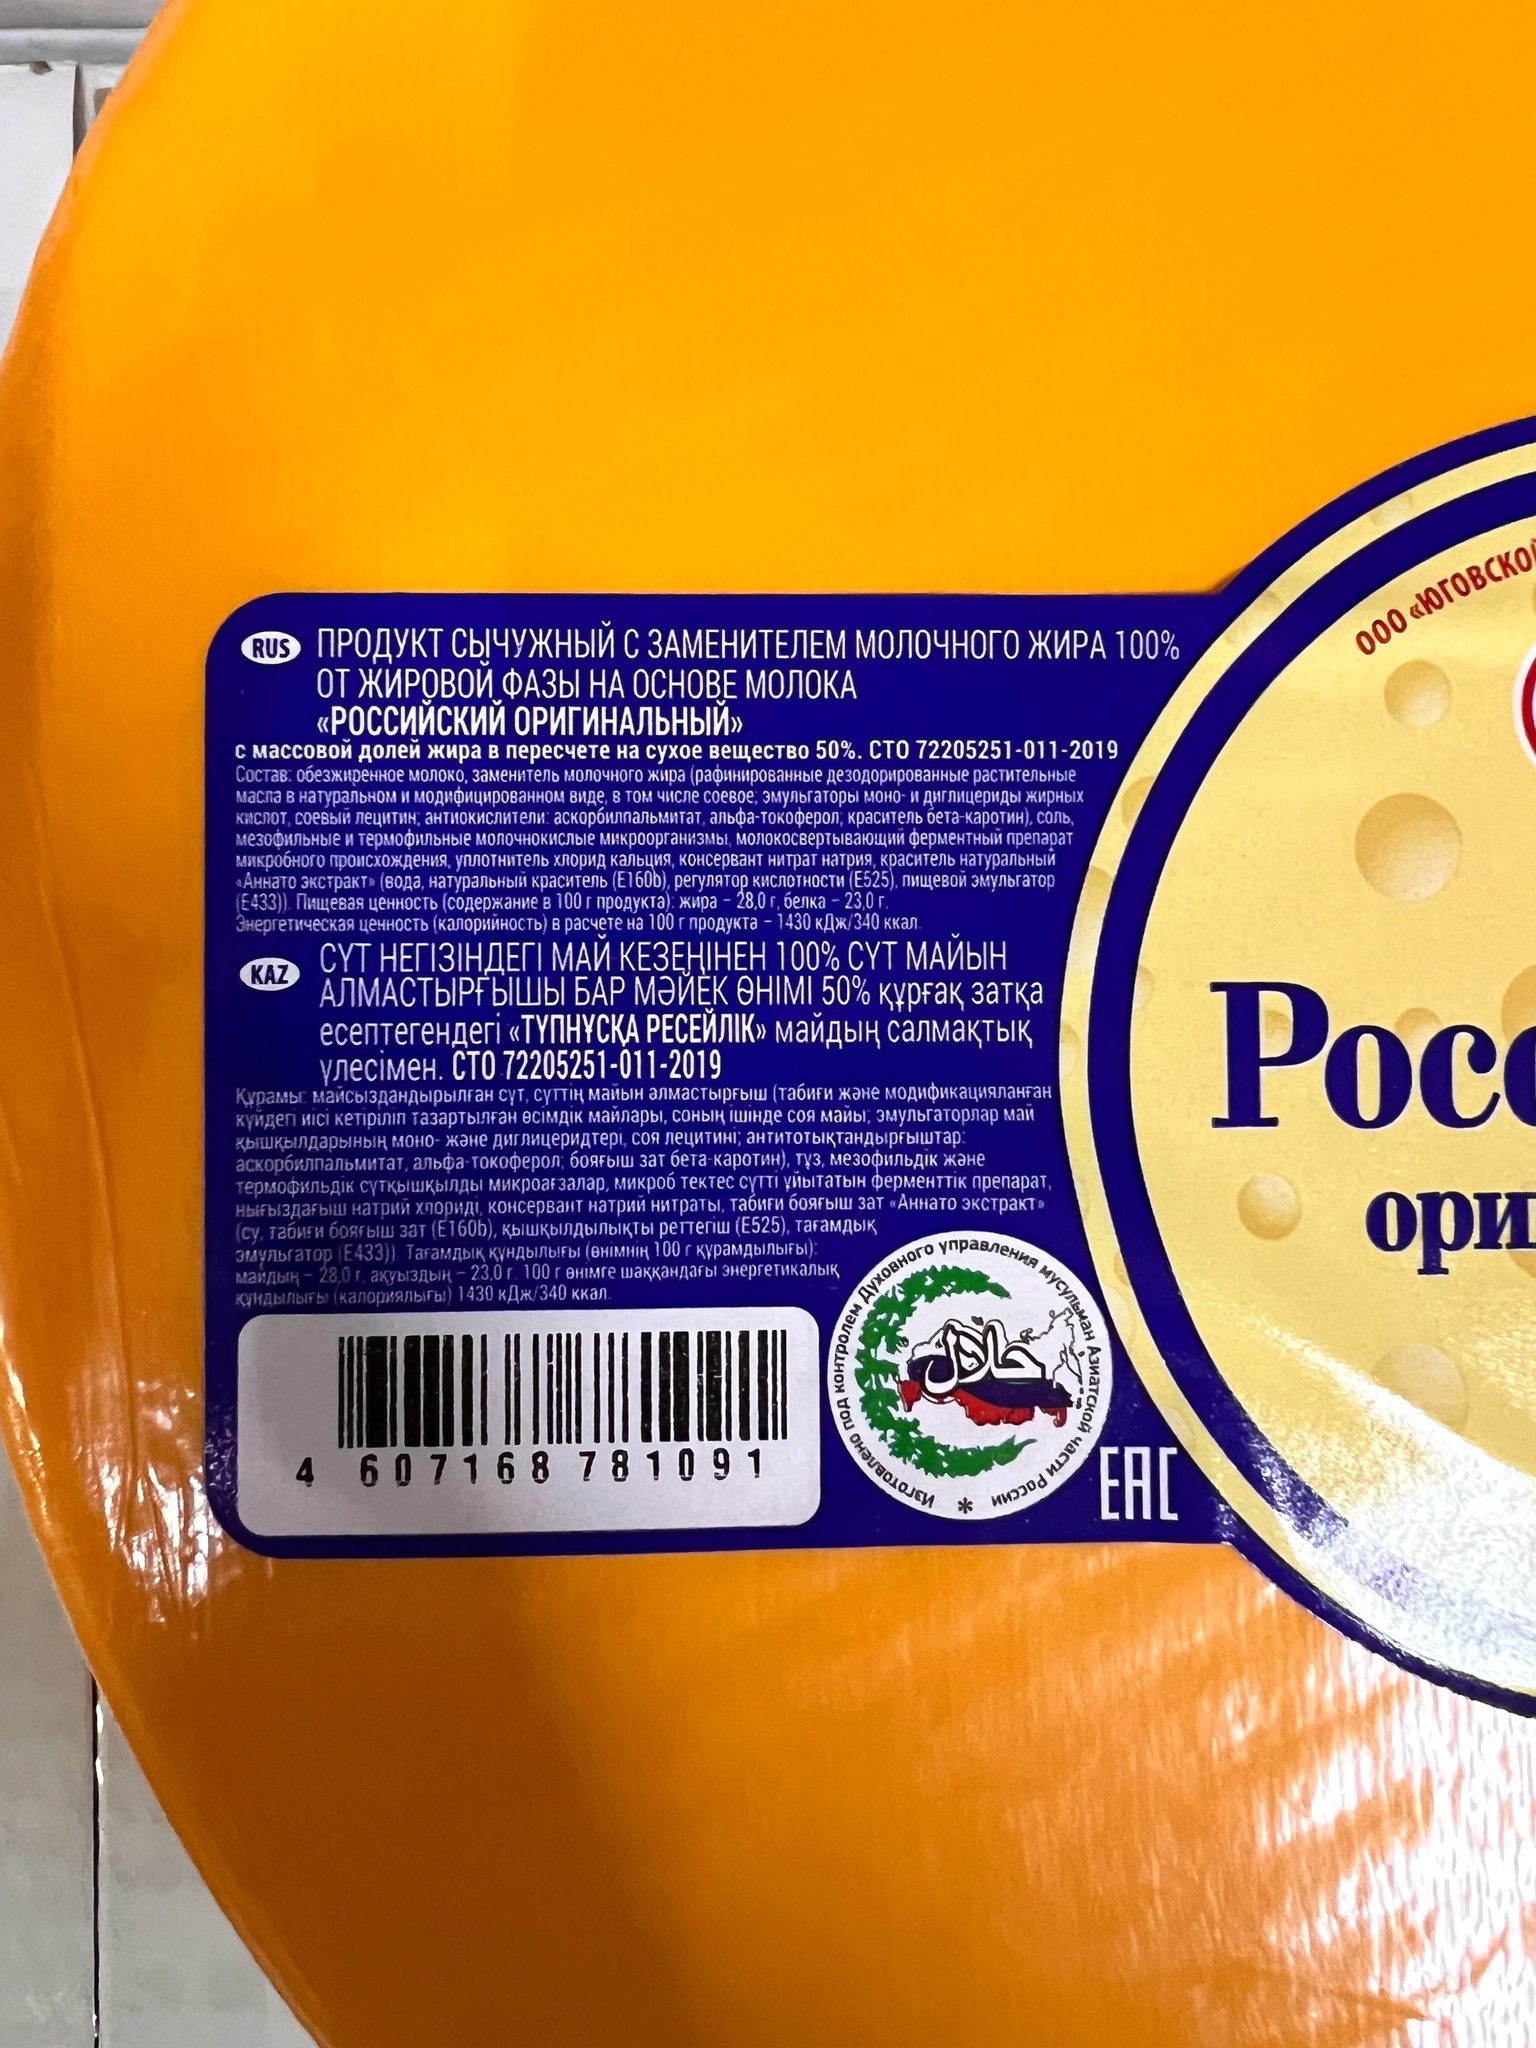 RUS
ПРОДУКТ СЫЧУЖНЫЙ С ЗАМЕНИТЕЛЕМ МОЛОЧНОГО ЖИРА 100%
ОТ ЖИРОВОЙ ФАЗЫ НА ОСНОВЕ МОЛОКА
«РОССИЙСКИЙ ОРИГИНАЛЬНЫЙ»
с массовой долей жира в пересчете на сухое вещество 50%. СТО 72205251-011-2019
Состав: обезжиренное молоко, заменитель молочного жира (рафинированные дезодорированные растительные
масла в натуральном и модифицированном виде, в том числе соевое; эмульгаторы моно- и диглицериды жирных
кислот, соевый лецитин; антиокислители: аскорбилпальмитат, альфа-токоферол; краситель бета-каротин), соль,
мезофильные и термофильные молочнокислые микроорганизмы, молокосвертывающий ферментный препарат
микробного происхождения, уплотнитель хлорид кальция, консервант нитрат натрия, краситель натуральный
«Аннато экстракт» (вода, натуральный краситель (Е160b), регулятор кислотности (Е525), пищевой эмульгатор
(Е433)). Пищевая ценность (содержание в 100 г продукта): жира – 28,0 г, белка – 23,0 г.
Энергетическая ценность (калорийность) в расчете на 100 г продукта – 1430 кДж/340 ккал.
KAZ
СҮТ НЕГІЗІНДЕГІ МАЙ КЕЗЕҢІНЕН 100% СҮТ МАЙЫН
АЛМАСТЫРҒЫШЫ БАР МӘЙЕК ӨНІМІ 50% құрғақ затқа
есептегендегі «ТҮПНҰСҚА РЕСЕЙЛІК» майдың салмақтық
үлесімен. СТО 72205251-011-2019
Құрамы: майсыздандырылған сүт, сүттің майын алмастырғыш (табиғи және модификацияланған
күйдегі иісі кетіріліп тазартылған өсімдік майлары, соның ішінде соя майы; эмульгаторлар май
қышқылдарының моно- және диглицеридтері, соя лецитині; антитотықтандырғыштар:
аскорбилпальмитат, альфа-токоферол; бояғыш зат бета-каротин), тұз, мезофильдік және
термофильдік сүтқышқылды микроағзалар, микроб тектес сүтті ұйытатын ферменттік препарат,
нығыздағыш натрий хлориді, консервант натрий нитраты, табиғи бояғыш зат «Аннато экстракт»
(су, табиғи бояғыш зат (Е160b), қышқылдылықты реттегіш (Е525), тағамдық
эмульгатор (Е433)) Тағамдық құндылығы (өнімнің 100 г құрамдылығы):
майдың – 28,0 г, ақуыздың – 23,0 г. 100 г өнімге шаққандағы энергетикалық
құндылығы (калориялығы) 1430 кДж/340 ккал.
4 607168 781091
Изготовлено под контролем Духовного управления мусульман Азиатской части России *
حلال
EAC
ООО «ЮГОВСКОЙ
Росс
ориг